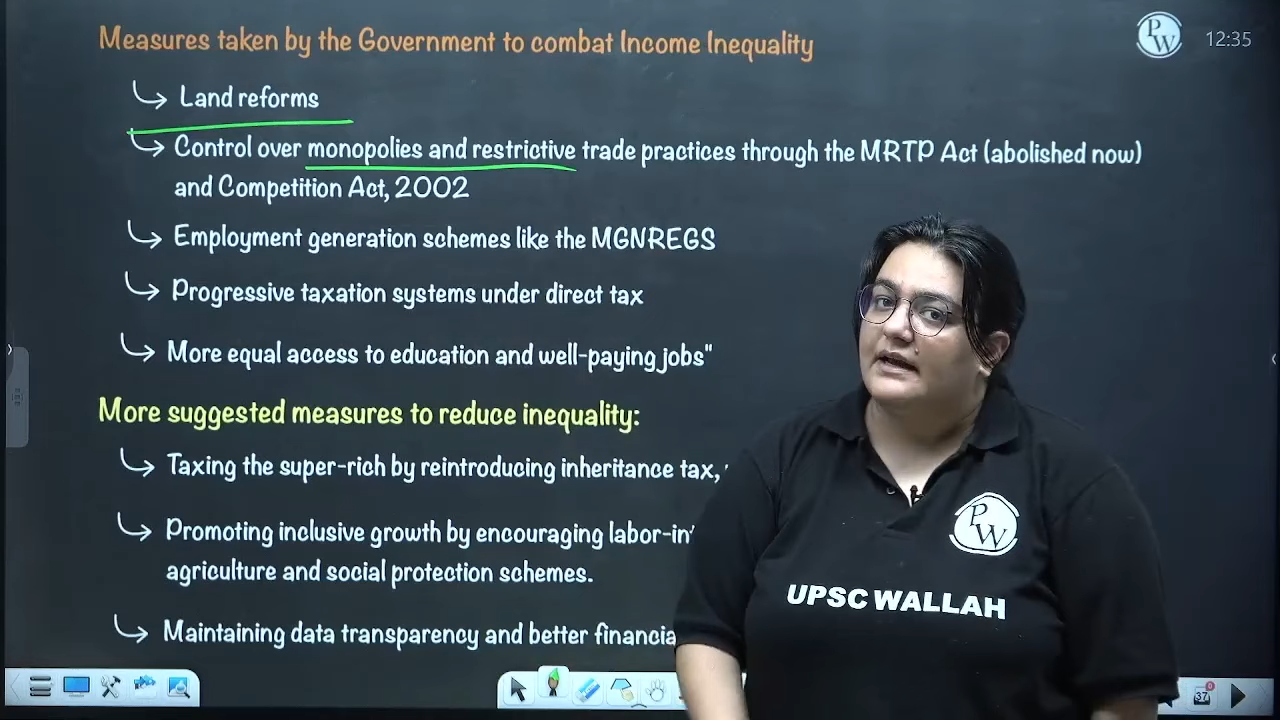 Measures taken by the Government to combat Income Inequality
PW
12:35
Land reforms
Control over monopolies and restrictive trade practices through the MRTP Act (abolished now)
and Competition Act, 2002
Employment generation schemes like the MGNREGS
Progressive taxation systems under direct tax
More equal access to education and well-paying jobs"
More suggested measures to reduce inequality:
Taxing the super-rich by reintroducing inheritance tax,
Promoting inclusive growth by encouraging
agriculture and social protection schemes.
Maintaining data transparency and better
PW
UPSC WALLAH
37